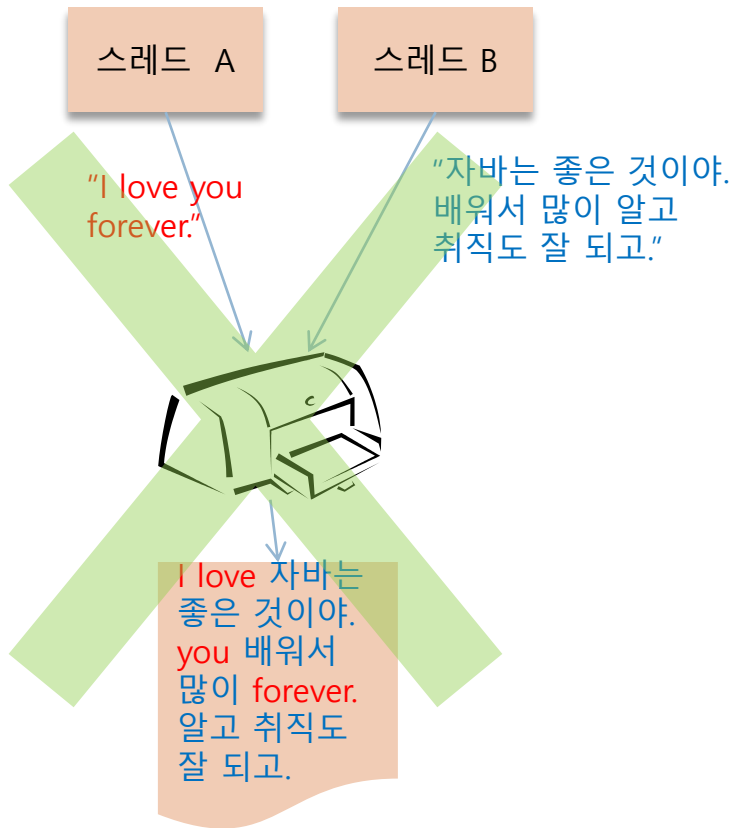 스레드 A
스레드 B
“I love you
forever.”
“자바는 좋은 것이야.
배워서 많이 알고
취직도 잘 되고.”
I love 자바는
좋은 것이야.
you 배워서
많이 forever.
알고 취직도
잘 되고.